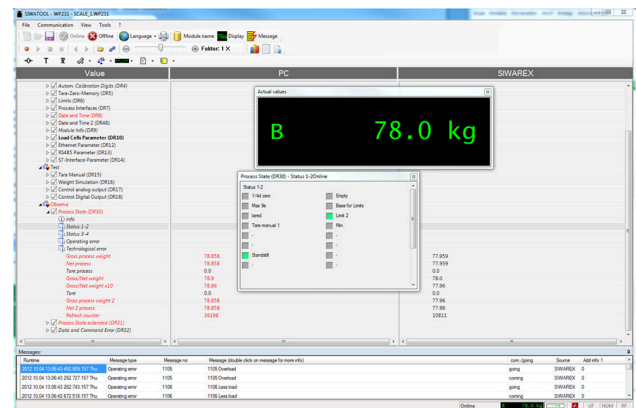 SIWATOOL - WP231 - SCALE_1.WP231
File Communication View Tools ?
Online Offline Language Module name Display Message
Faktor: 1 X
T
Value PC SIWAREX
Autom. Calibration Digits (DR4)
Tare-Zero-Memory (DR5)
Limits (DR6)
Process Interfaces (DR7)
Date and Time (DR8)
Date and Time 2 (DR48)
Module Info (DR9)
Load Cells Parameter (DR10)
Ethernet Parameter (DR12)
RS485 Parameter (DR13)
S7-Interface-Parameter (DR14)
Test
Tare Manual (DR15)
Weight Simulation (DR16)
Control analog output (DR17)
Control Digital Output (DR18)
Observe
Process State (DR30)
Info
Status 1-2
Status 3-4
Operating error
Technological error
Gross process weight 78.858 77.959
Net process 78.858 77.959
Tare process 0.0 0.0
Gross/Net weight 78.9 78.0
Gross/Net weight x10 78.86 77.96
Tare 0.0 0.0
Gross process weight 2 78.858 77.96
Net 2 process 78.858 77.96
Refresh counter 36198 10811
Process State extended (DR31)
Data and Command Error (DR32)
Actual values
B 78.0 kg
Process State (DR30) - Status 1-2Online
Status 1-2
1/4d zero Empty
Max 9e Base for Limits
tared Limit 2
Tare manual 1 Min.
- -
- -
Standstill -
- -
Messages:
Runtime Message type Message no Message (double click on message for more info) com./going Source Add info 1
2012.10.04 13:06:43 492.809.157 Thu Operating error 1105 1105 Overload going SIWAREX 0
2012.10.04 13:06:43 292.727.157 Thu Operating error 1105 1105 Overload coming SIWAREX 0
2012.10.04 13:06:43 292.743.157 Thu Operating error 1106 1106 Less load going SIWAREX 0
2012.10.04 13:06:42 672.518.157 Thu Operating error 1106 1106 Less load coming SIWAREX 0
Online B 78.0 kg UF NUM RF